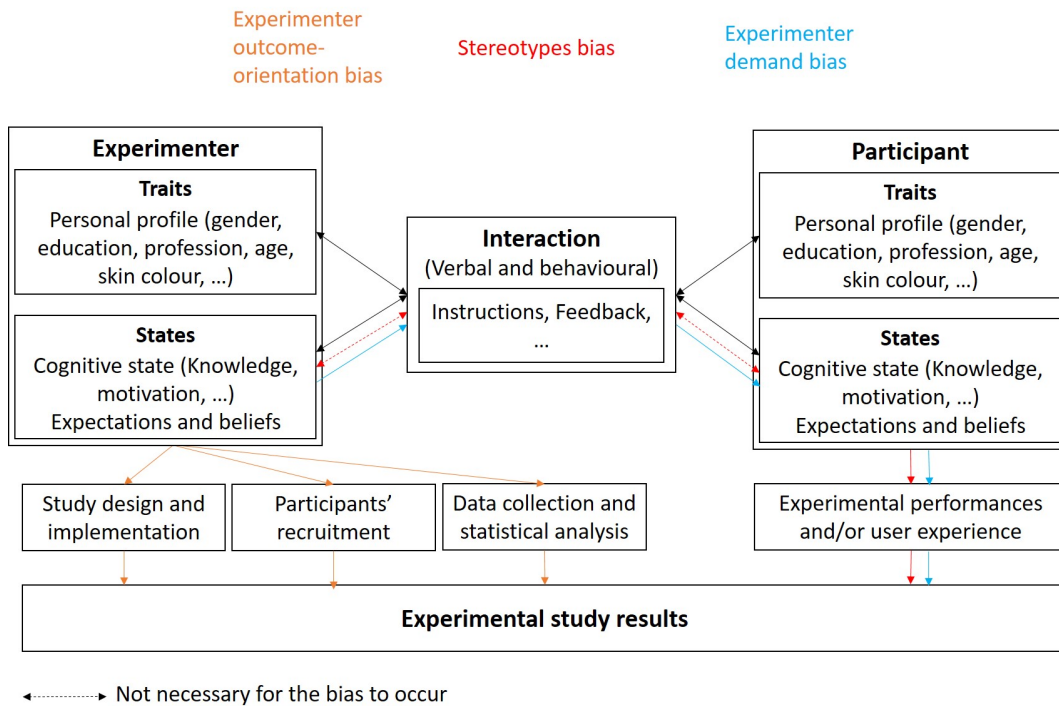 Experimenter
outcome-
orientation bias
Stereotypes bias
Experimenter
demand bias
Experimenter
Traits
Personal profile (gender,
education, profession, age,
skin colour, …)
States
Cognitive state (Knowledge,
motivation, …)
Expectations and beliefs
Interaction
(Verbal and behavioural)
Instructions, Feedback,
…
Participant
Traits
Personal profile (gender,
education, profession, age,
skin colour, …)
States
Cognitive state (Knowledge,
motivation, …)
Expectations and beliefs
Study design and
implementation
Participants’
recruitment
Data collection and
statistical analysis
Experimental performances
and/or user experience
Experimental study results
Not necessary for the bias to occur